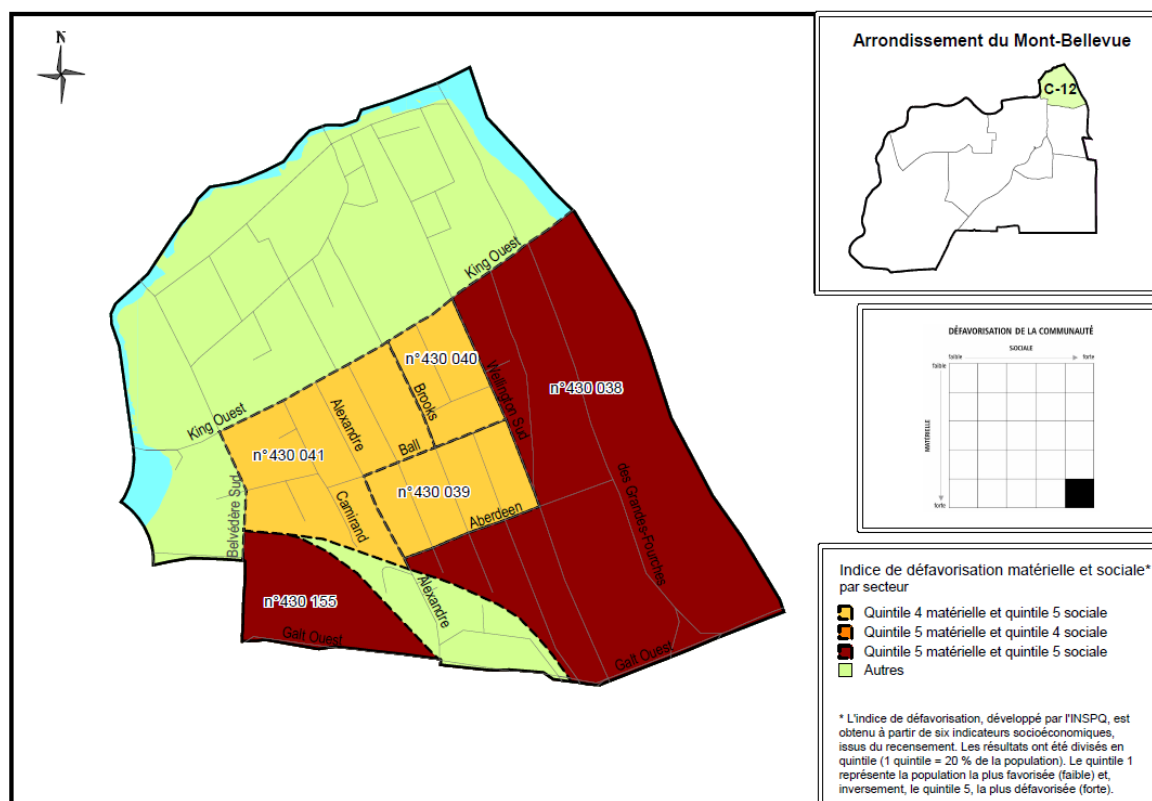 N
King Ouest
n°430 040
n°430 038
Wellington Sud
Brooks
King Ouest
Alexandre
Ball
n°430 041
n°430 039
Belvédère Sud
Camirand
Aberdeen
des Grandes-Fourches
n°430 155
Alexandre
Galt Ouest
Galt Ouest
Arrondissement du Mont-Bellevue
C-12
DÉFAVORISATION DE LA COMMUNAUTÉ
SOCIALE
faible forte
faible
MATÉRIELLE
forte
Indice de défavorisation matérielle et sociale*
par secteur
Quintile 4 matérielle et quintile 5 sociale
Quintile 5 matérielle et quintile 4 sociale
Quintile 5 matérielle et quintile 5 sociale
Autres
* L'indice de défavorisation, développé par l'INSPQ, est
obtenu à partir de six indicateurs socioéconomiques,
issus du recensement. Les résultats ont été divisés en
quintile (1 quintile = 20 % de la population). Le quintile 1
représente la population la plus favorisée (faible) et,
inversement, le quintile 5, la plus défavorisée (forte).